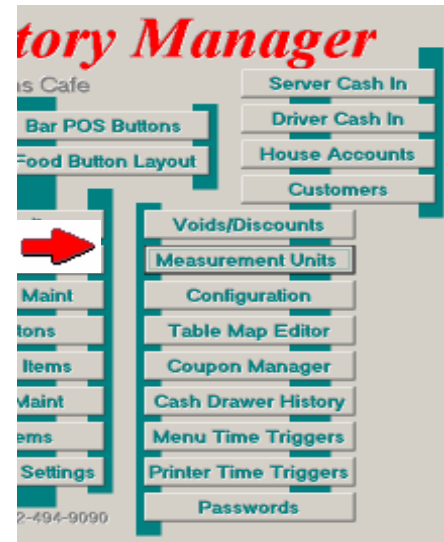 tory Manager
ns Cafe
Server Cash In
Bar POS Buttons
Driver Cash In
Food Button Layout
House Accounts
Customers
Voids/Discounts
Measurement Units
Maint
Configuration
tons
Table Map Editor
Items
Coupon Manager
Maint
Cash Drawer History
ems
Menu Time Triggers
Settings
Printer Time Triggers
Passwords
2-494-9090